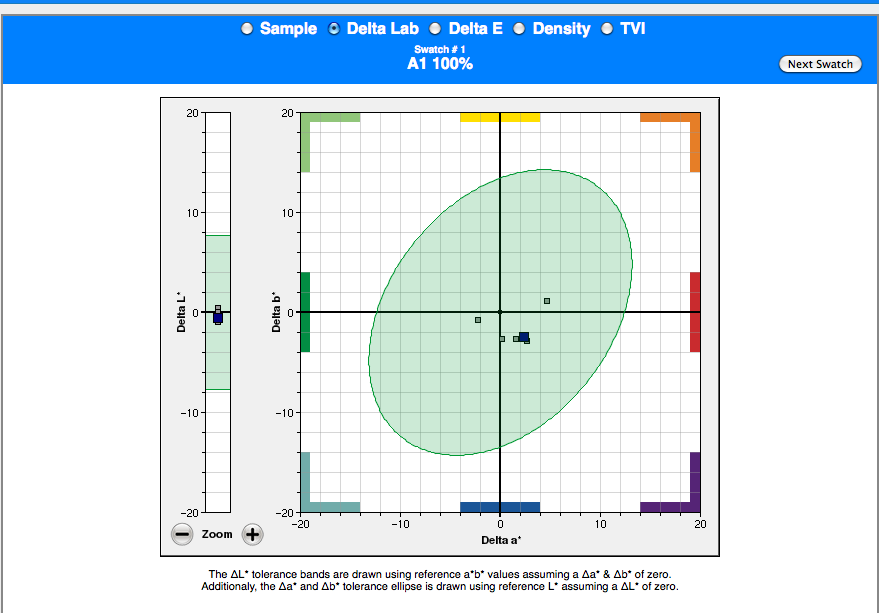 Sample Delta Lab Delta E Density TVI
Swatch # 1
A1 100%
Next Swatch
20
10
0
−10
−20
Delta L*
20
10
0
−10
−20
Delta b*
−20 −10 0 10 20
Delta a*
Zoom
The ΔL* tolerance bands are drawn using reference a*b* values assuming a Δa* & Δb* of zero.
Additionaly, the Δa* and Δb* tolerance ellipse is drawn using reference L* assuming a ΔL* of zero.